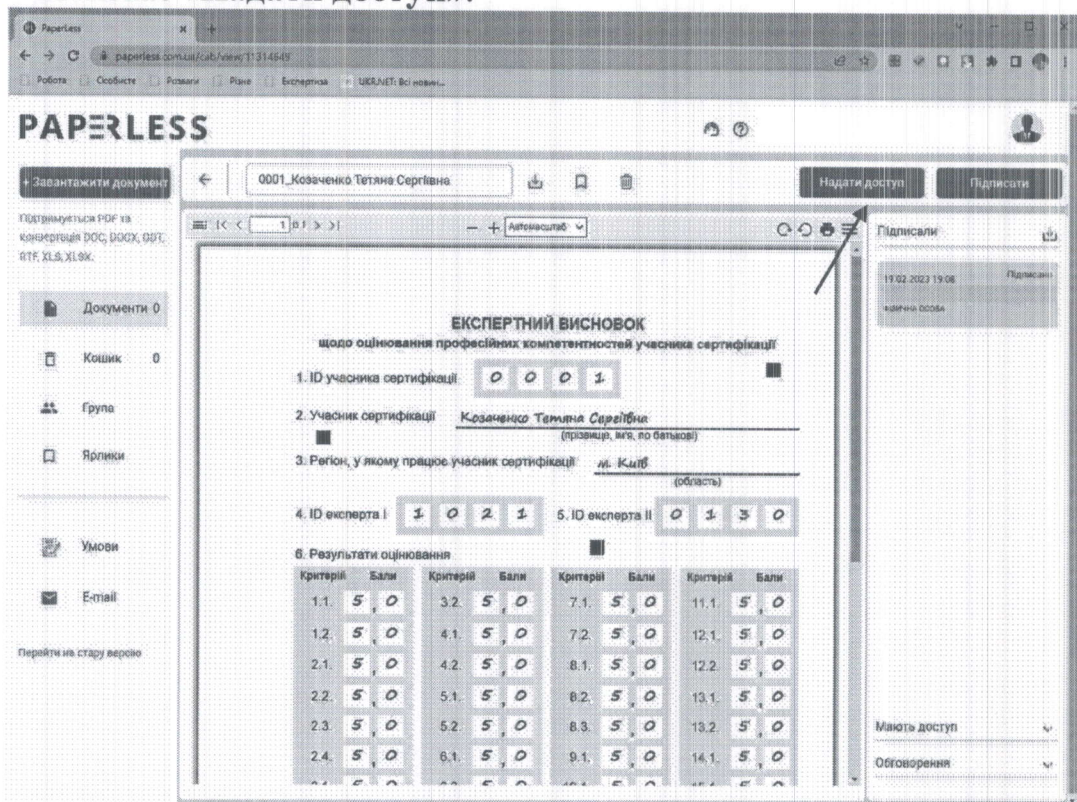 Paperless
paperless.com.ua/cab/view/11314649
Робота Особисте Розваги Різне Експертиза UKR.NET: Всі новин...
PAPERLESS
+ Завантажити документ
0001_Козаченко Тетяна Сергіївна
Надати доступ
Підписати
Підтримується PDF та
конвертація DOC, DOCX, ODT,
RTF, XLS, XLSX.
1 з 1
Автомасштаб
Підписали
19.02.2023 19:08 Підписано
ФІЗИЧНА ОСОБА
Документи 0
Кошик 0
Група
Ярлики
Умови
E-mail
Перейти на стару версію
ЕКСПЕРТНИЙ ВИСНОВОК
щодо оцінювання професійних компетентностей учасника сертифікації
1. ID учасника сертифікації 0 0 0 1
2. Учасник сертифікації Козаченко Тетяна Сергіївна
(прізвище, ім'я, по батькові)
3. Регіон, у якому працює учасник сертифікації м. Київ
(область)
4. ID експерта I 1 0 2 1 5. ID експерта II 0 1 3 0
6. Результати оцінювання
Критерій Бали Критерій Бали Критерій Бали Критерій Бали
1.1. 5,0 3.2. 5,0 7.1. 5,0 11.1. 5,0
1.2. 5,0 4.1. 5,0 7.2. 5,0 12.1. 5,0
2.1. 5,0 4.2. 5,0 8.1. 5,0 12.2. 5,0
2.2. 5,0 5.1. 5,0 8.2. 5,0 13.1. 5,0
2.3. 5,0 5.2. 5,0 8.3. 5,0 13.2. 5,0
2.4. 5,0 6.1. 5,0 9.1. 5,0 14.1. 5,0
Мають доступ
Обговорення